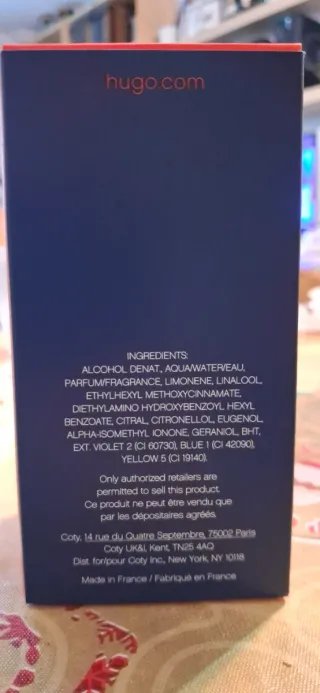 hugo.com
INGREDIENTS:
ALCOHOL DENAT., AQUA/WATER/EAU,
PARFUM/FRAGRANCE, LIMONENE, LINALOOL,
ETHYLHEXYL METHOXYCINNAMATE,
DIETHYLAMINO HYDROXYBENZOYL HEXYL
BENZOATE, CITRAL, CITRONELLOL, EUGENOL,
ALPHA-ISOMETHYL IONONE, GERANIOL, BHT,
EXT. VIOLET 2 (CI 60730), BLUE 1 (CI 42090),
YELLOW 5 (CI 19140).
Only authorized retailers are
permitted to sell this product.
Ce produit ne peut être vendu que
par les dépositaires agréés.
Coty, 14 rue du Quatre Septembre, 75002 Paris
Coty UK&I, Kent, TN25 4AQ
Dist. for/pour Coty Inc., New York, NY 10118
Made in France / Fabriqué en France